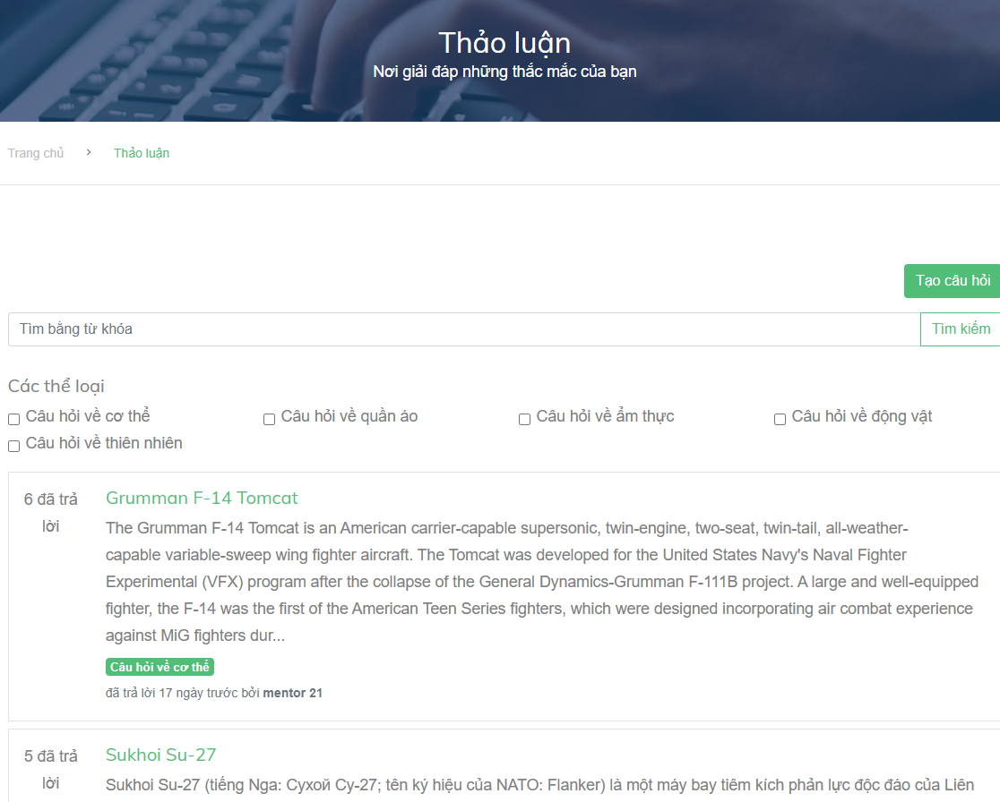 Thảo luận
Nơi giải đáp những thắc mắc của bạn
Trang chủ > Thảo luận
Tạo câu hỏi
Tìm bằng từ khóa Tìm kiếm
Các thể loại
Câu hỏi về cơ thể Câu hỏi về quần áo Câu hỏi về ẩm thực Câu hỏi về động vật
Câu hỏi về thiên nhiên
6 đã trả lời
Grumman F-14 Tomcat
The Grumman F-14 Tomcat is an American carrier-capable supersonic, twin-engine, two-seat, twin-tail, all-weather-
capable variable-sweep wing fighter aircraft. The Tomcat was developed for the United States Navy's Naval Fighter
Experimental (VFX) program after the collapse of the General Dynamics-Grumman F-111B project. A large and well-equipped
fighter, the F-14 was the first of the American Teen Series fighters, which were designed incorporating air combat experience
against MiG fighters dur...
Câu hỏi về cơ thể
đã trả lời 17 ngày trước bởi mentor 21
5 đã trả lời
Sukhoi Su-27
Sukhoi Su-27 (tiếng Nga: Сухой Су-27; tên ký hiệu của NATO: Flanker) là một máy bay tiêm kích phản lực độc đáo của Liên